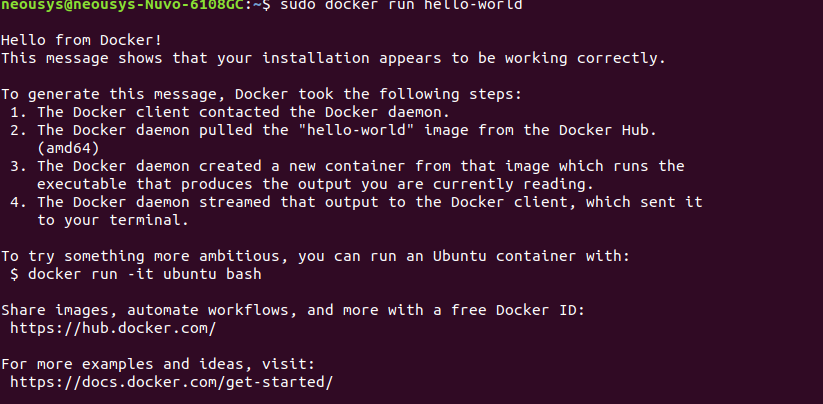 neousys@neousys-Nuvo-6108GC:~$ sudo docker run hello-world
Hello from Docker!
This message shows that your installation appears to be working correctly.
To generate this message, Docker took the following steps:
1. The Docker client contacted the Docker daemon.
2. The Docker daemon pulled the "hello-world" image from the Docker Hub.
(amd64)
3. The Docker daemon created a new container from that image which runs the
executable that produces the output you are currently reading.
4. The Docker daemon streamed that output to the Docker client, which sent it
to your terminal.
To try something more ambitious, you can run an Ubuntu container with:
$ docker run -it ubuntu bash
Share images, automate workflows, and more with a free Docker ID:
https://hub.docker.com/
For more examples and ideas, visit:
https://docs.docker.com/get-started/